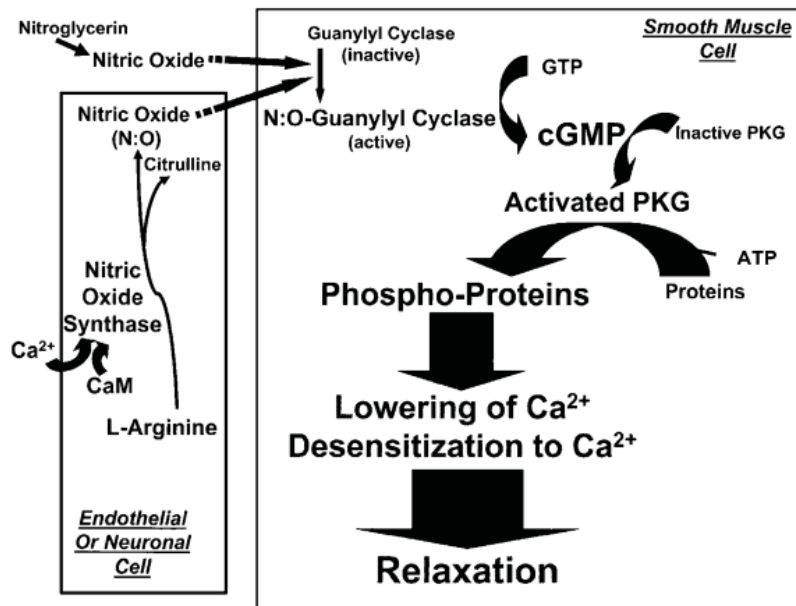 Nitroglycerin
Nitric Oxide
Nitric Oxide
(N:O)
Citrulline
Nitric
Oxide
Synthase
Ca²⁺
CaM
L-Arginine
Endothelial
Or Neuronal
Cell
Guanylyl Cyclase
(inactive)
Smooth Muscle
Cell
GTP
N:O-Guanylyl Cyclase
(active)
cGMP
Inactive PKG
Activated PKG
ATP
Proteins
Phospho-Proteins
Lowering of Ca²⁺
Desensitization to Ca²⁺
Relaxation